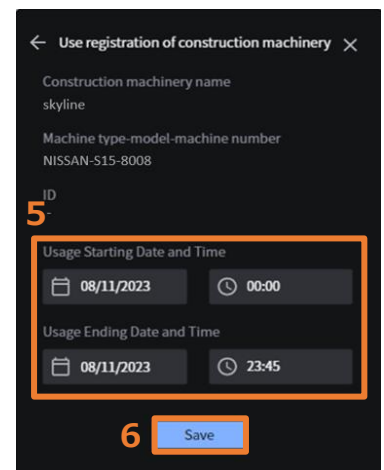 Use registration of construction machinery
Construction machinery name
skyline
Machine type-model-machine number
NISSAN-S15-8008
ID
5
-
Usage Starting Date and Time
08/11/2023 00:00
Usage Ending Date and Time
08/11/2023 23:45
6 Save